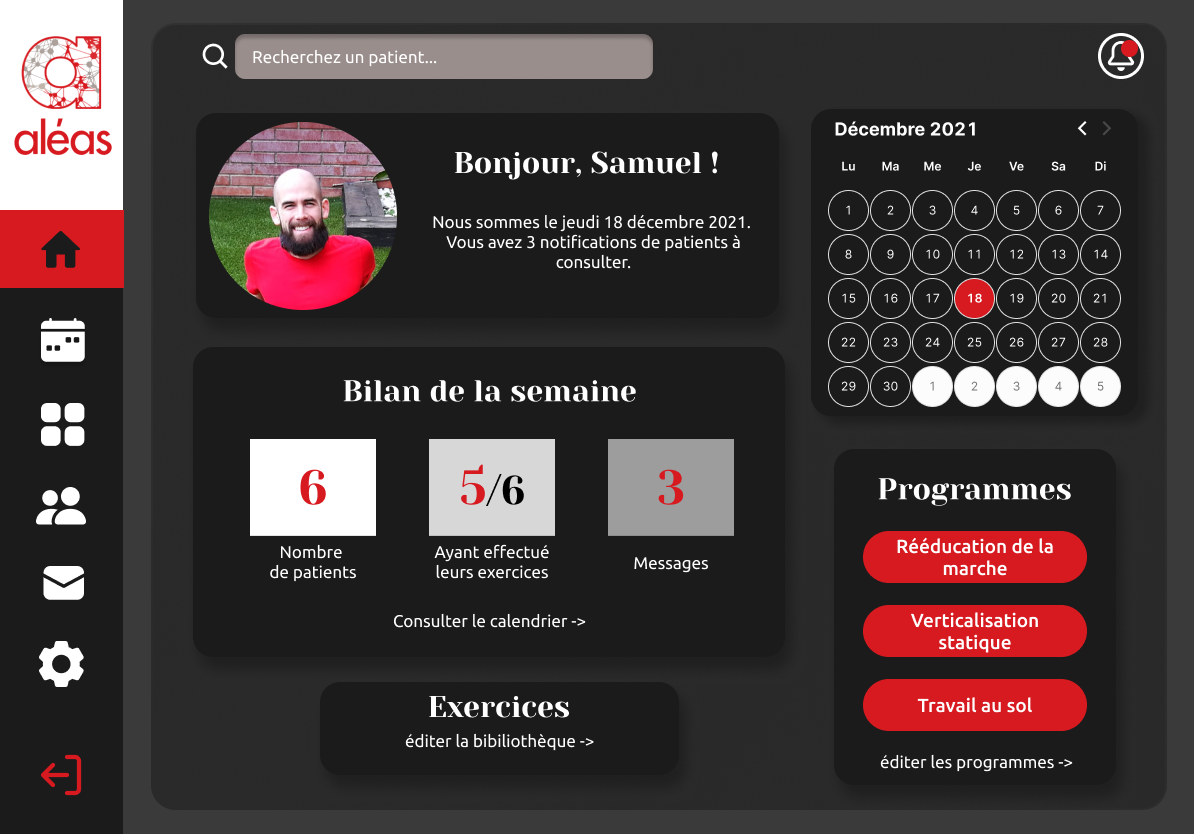 aléas
Recherchez un patient...
Bonjour, Samuel !
Nous sommes le jeudi 18 décembre 2021.
Vous avez 3 notifications de patients à
consulter.
Décembre 2021
Lu Ma Me Je Ve Sa Di
1 2 3 4 5 6 7
8 9 10 11 12 13 14
15 16 17 18 19 20 21
22 23 24 25 26 27 28
29 30 1 2 3 4 5
Bilan de la semaine
6 5/6 3
Nombre
de patients
Ayant effectué
leurs exercices
Messages
Consulter le calendrier ->
Exercices
éditer la bibiliothèque ->
Programmes
Rééducation de la
marche
Verticalisation
statique
Travail au sol
éditer les programmes ->